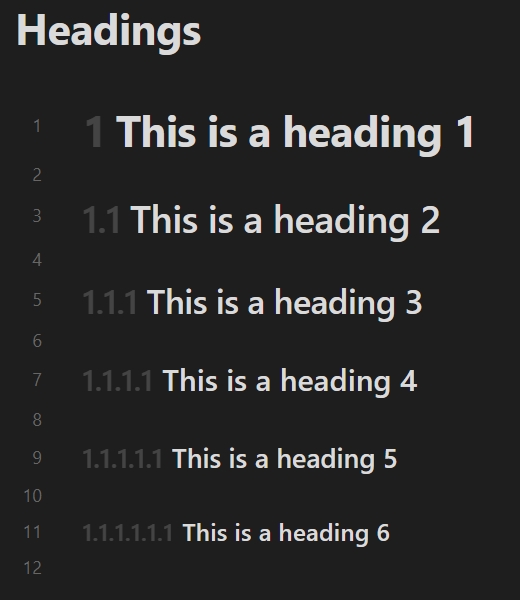 Headings
1 1 This is a heading 1
2
3 1.1 This is a heading 2
4
5 1.1.1 This is a heading 3
6
7 1.1.1.1 This is a heading 4
8
9 1.1.1.1.1 This is a heading 5
10
11 1.1.1.1.1.1 This is a heading 6
12